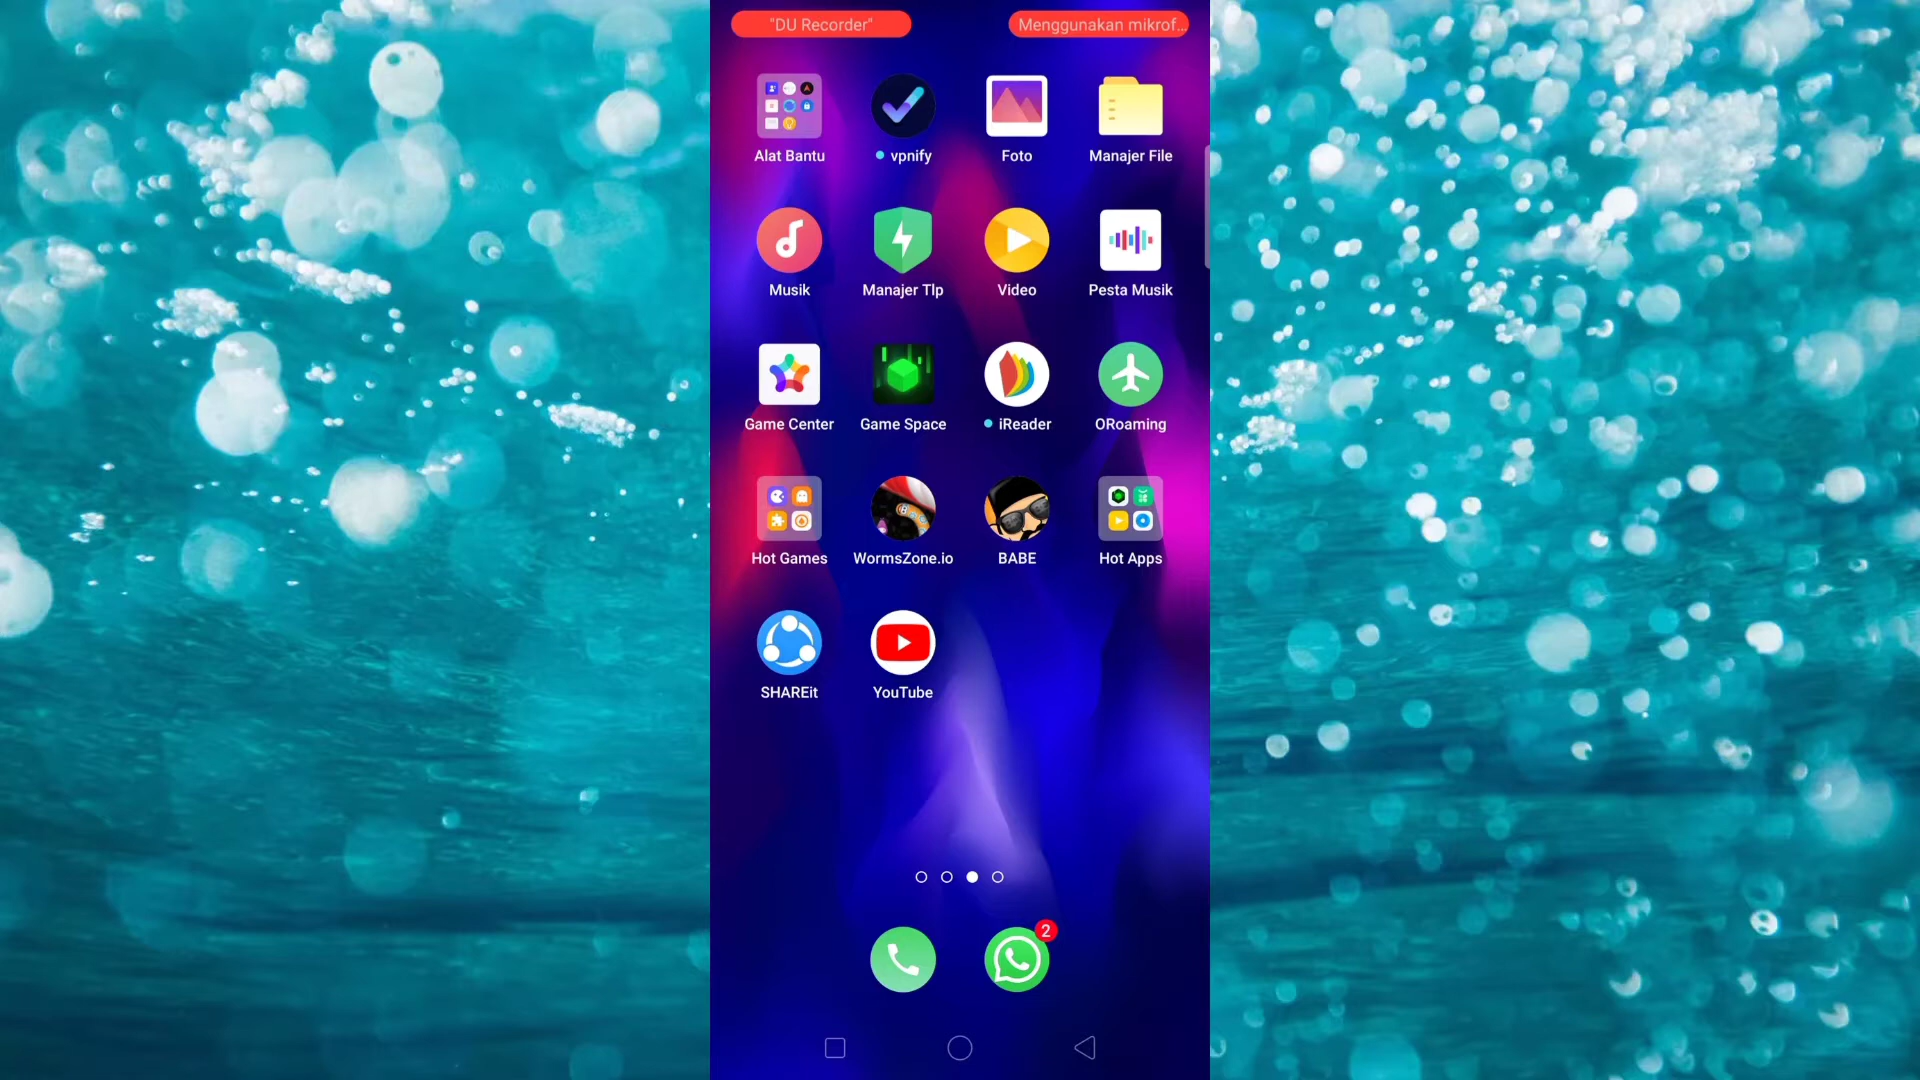 "DU Recorder"
Menggunakan mikrof...
Alat Bantu
vpnify
Foto
Manajer File
Musik
Manajer Tlp
Video
Pesta Musik
Game Center
Game Space
iReader
ORoaming
Hot Games
WormsZone.io
BABE
Hot Apps
SHAREit
YouTube
2